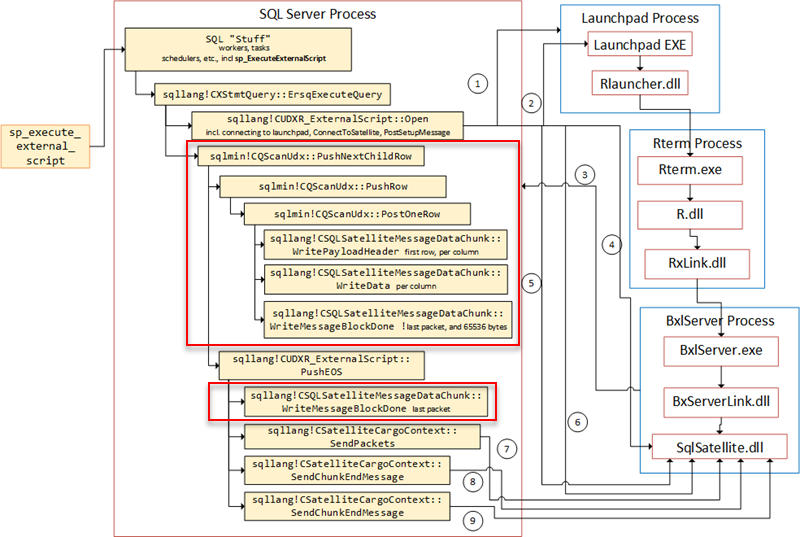 SQL Server Process
SQL "Stuff"
workers, tasks
schedulers, etc., incl sp_ExecuteExternalScript
sqllang!CXStmtQuery::ErsqExecuteQuery
sqllang!CUDXR_ExternalScript::Open
incl. connecting to launchpad, ConnectToSatellite, PostSetupMessage
sp_execute_
external_
script
sqlmin!CQScanUdx::PushNextChildRow
sqlmin!CQScanUdx::PushRow
sqlmin!CQScanUdx::PostOneRow
sqllang!CSQLSatelliteMessageDataChunk::
WritePayloadHeader first row, per column
sqllang!CSQLSatelliteMessageDataChunk::
WriteData per column
sqllang!CSQLSatelliteMessageDataChunk::
WriteMessageBlockDone !last packet, and 65536 bytes
sqllang!CUDXR_ExternalScript::
PushEOS
sqllang!CSQLSatelliteMessageDataChunk::
WriteMessageBlockDone last packet
sqllang!CSatelliteCargoContext::
SendPackets
sqllang!CSatelliteCargoContext::
SendChunkEndMessage
sqllang!CSatelliteCargoContext::
SendChunkEndMessage
1
2
3
4
5
6
7
8
9
Launchpad Process
Launchpad EXE
Rlauncher.dll
Rterm Process
Rterm.exe
R.dll
RxLink.dll
BxlServer Process
BxlServer.exe
BxServerLink.dll
SqlSatellite.dll